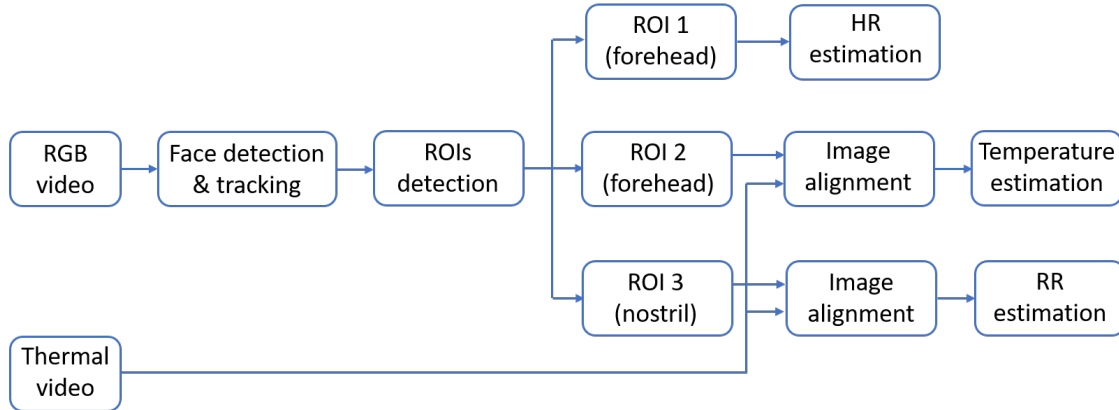 ROI 1
(forehead)
HR
estimation
RGB
video
Face detection
& tracking
ROIs
detection
ROI 2
(forehead)
Image
alignment
Temperature
estimation
ROI 3
(nostril)
Image
alignment
RR
estimation
Thermal
video